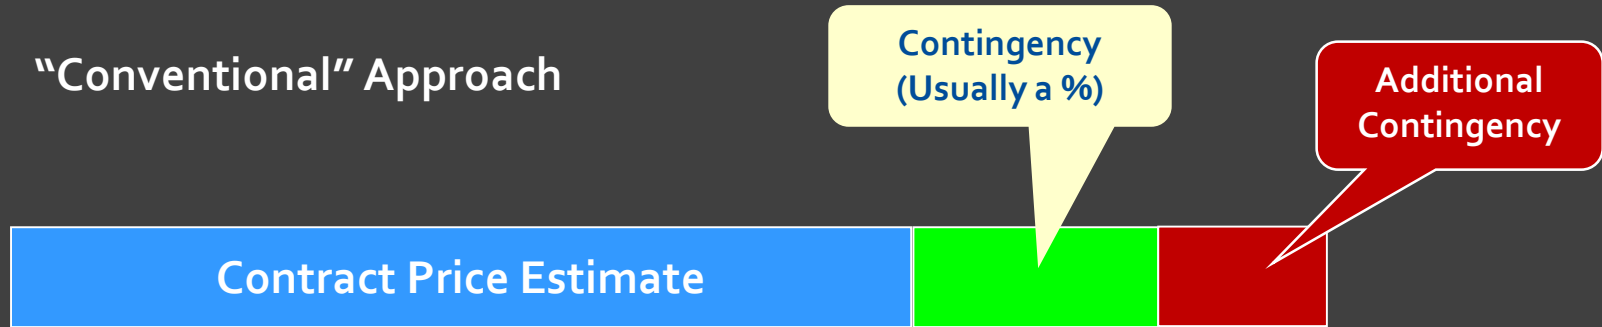 “Conventional” Approach
Contingency
(Usually a %)
Additional
Contingency
Contract Price Estimate